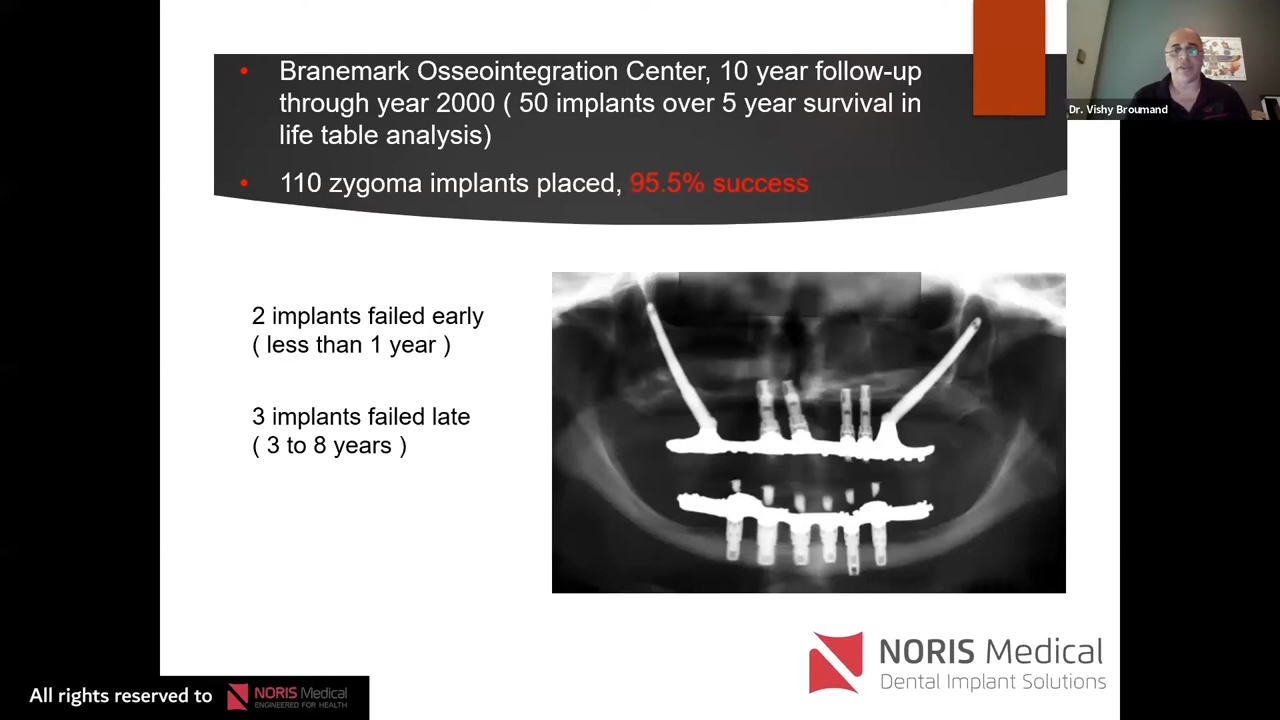 Branemark Osseointegration Center, 10 year follow-up
through year 2000 ( 50 implants over 5 year survival in
life table analysis)
110 zygoma implants placed, 95.5% success
Dr. Vishy Broumand
2 implants failed early
( less than 1 year )
3 implants failed late
( 3 to 8 years )
NORIS Medical
Dental Implant Solutions
All rights reserved to
NORIS MEDICAL
ENGINEERED FOR HEALTH